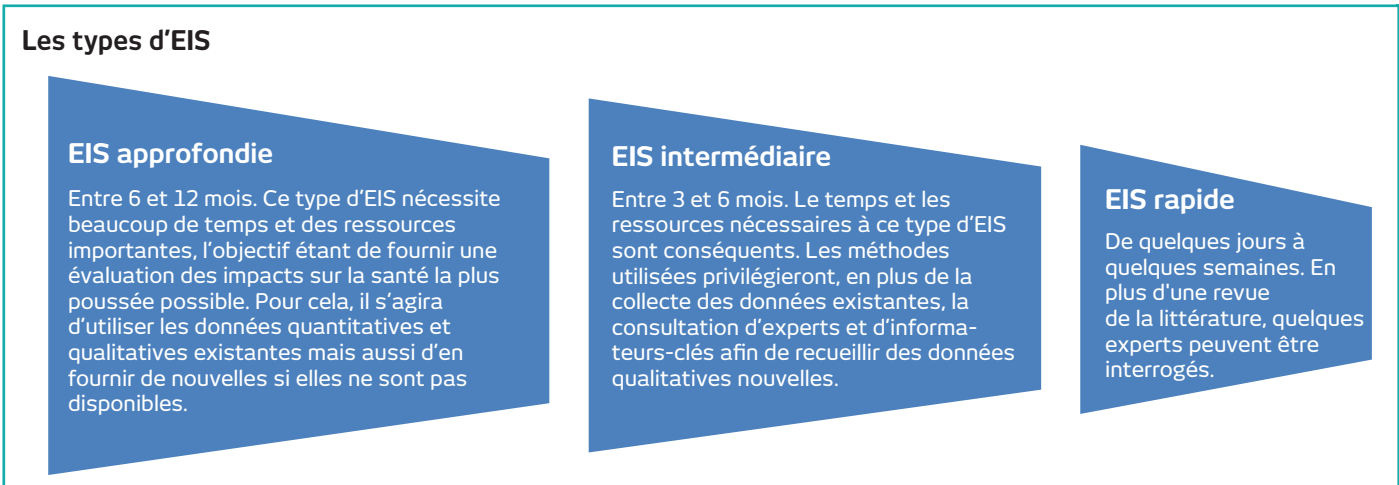 Les types d’EIS
EIS approfondie
Entre 6 et 12 mois. Ce type d’EIS nécessite
beaucoup de temps et des ressources
importantes, l’objectif étant de fournir une
évaluation des impacts sur la santé la plus
poussée possible. Pour cela, il s’agira
d’utiliser les données quantitatives et
qualitatives existantes mais aussi d’en
fournir de nouvelles si elles ne sont pas
disponibles.
EIS intermédiaire
Entre 3 et 6 mois. Le temps et les
ressources nécessaires à ce type d’EIS
sont conséquents. Les méthodes
utilisées privilégieront, en plus de la
collecte des données existantes, la
consultation d’experts et d’informa-
teurs-clés afin de recueillir des données
qualitatives nouvelles.
EIS rapide
De quelques jours à
quelques semaines. En
plus d'une revue
de la littérature, quelques
experts peuvent être
interrogés.